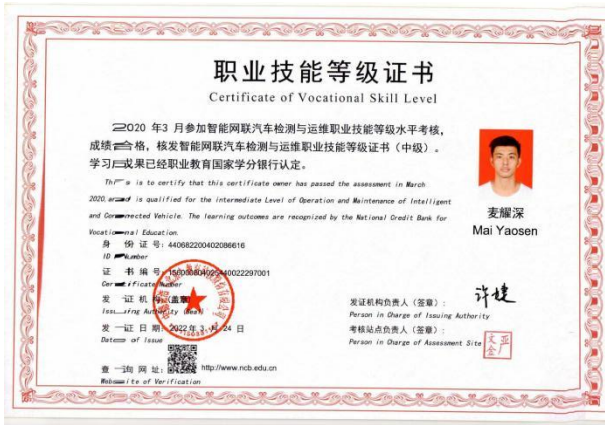 职业技能等级证书
Certificate of Vocational Skill Level
2020 年3 月参加智能网联汽车检测与运维职业技能等级水平考核，
成绩合格，核发智能网联汽车检测与运维职业技能等级证书（中级）。
学习成果已经职业教育国家学分银行认定。
This is to certify that this certificate owner has passed the assessment in March
2020, and is qualified for the intermediate Level of Operation and Maintenance of Intelligent
and Connected Vehicle. The learning outcomes are recognized by the National Credit Bank for
Vocational Education.
麦耀深
Mai Yaosen
身 份 证 号：440682200402086616
ID Number
证 书 编 号：
Certificate Number
发 证 机 构（盖章）
Issuing Authority (Seal)
发 证 日 期：2022年 3 月 24 日
Date of Issue
查 询 网 址：http://www.ncb.edu.cn
Website of Verification
发证机构负责人（签章）：
Person in Charge of Issuing Authority
考核站点负责人（签章）：
Person in Charge of Assessment Site